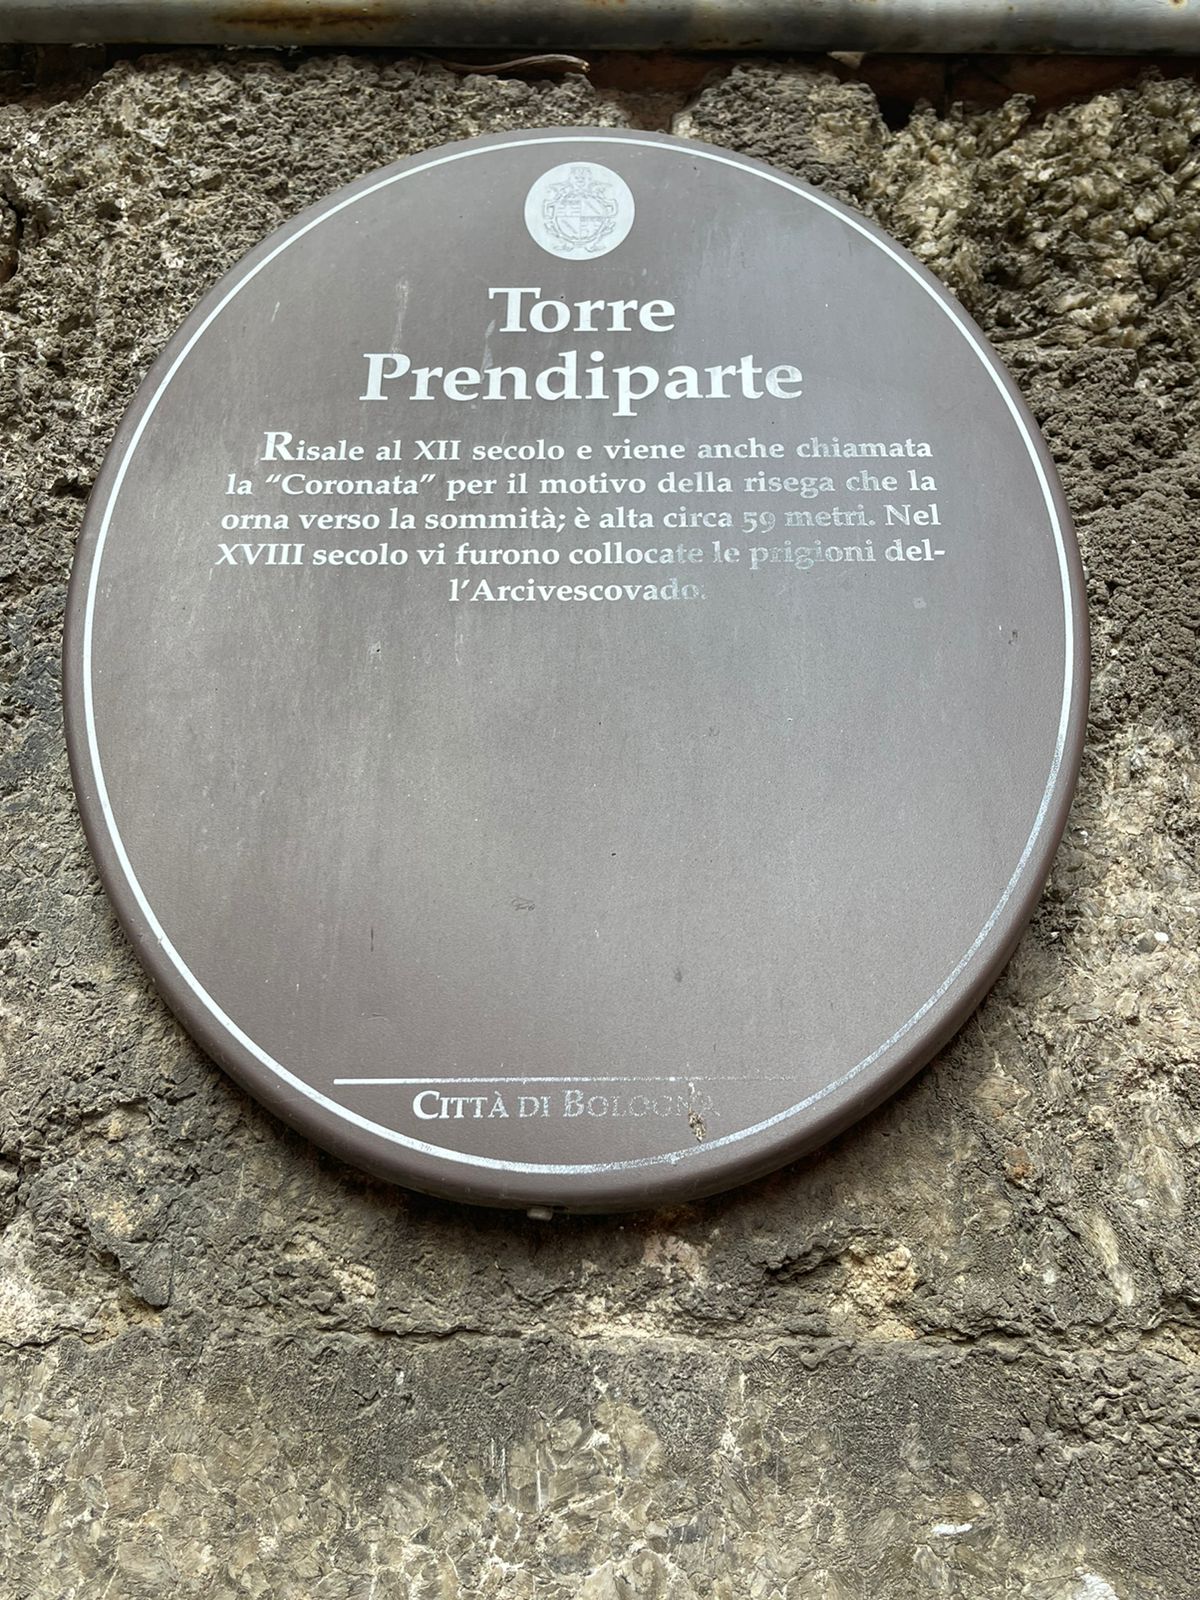 Torre
Prendiparte
Risale al XII secolo e viene anche chiamata
la “Coronata” per il motivo della risega che la
orna verso la sommità; è alta circa 59 metri. Nel
XVIII secolo vi furono collocate le prigioni del-
l’Arcivescovado.
CITTÀ DI BOLOGNA